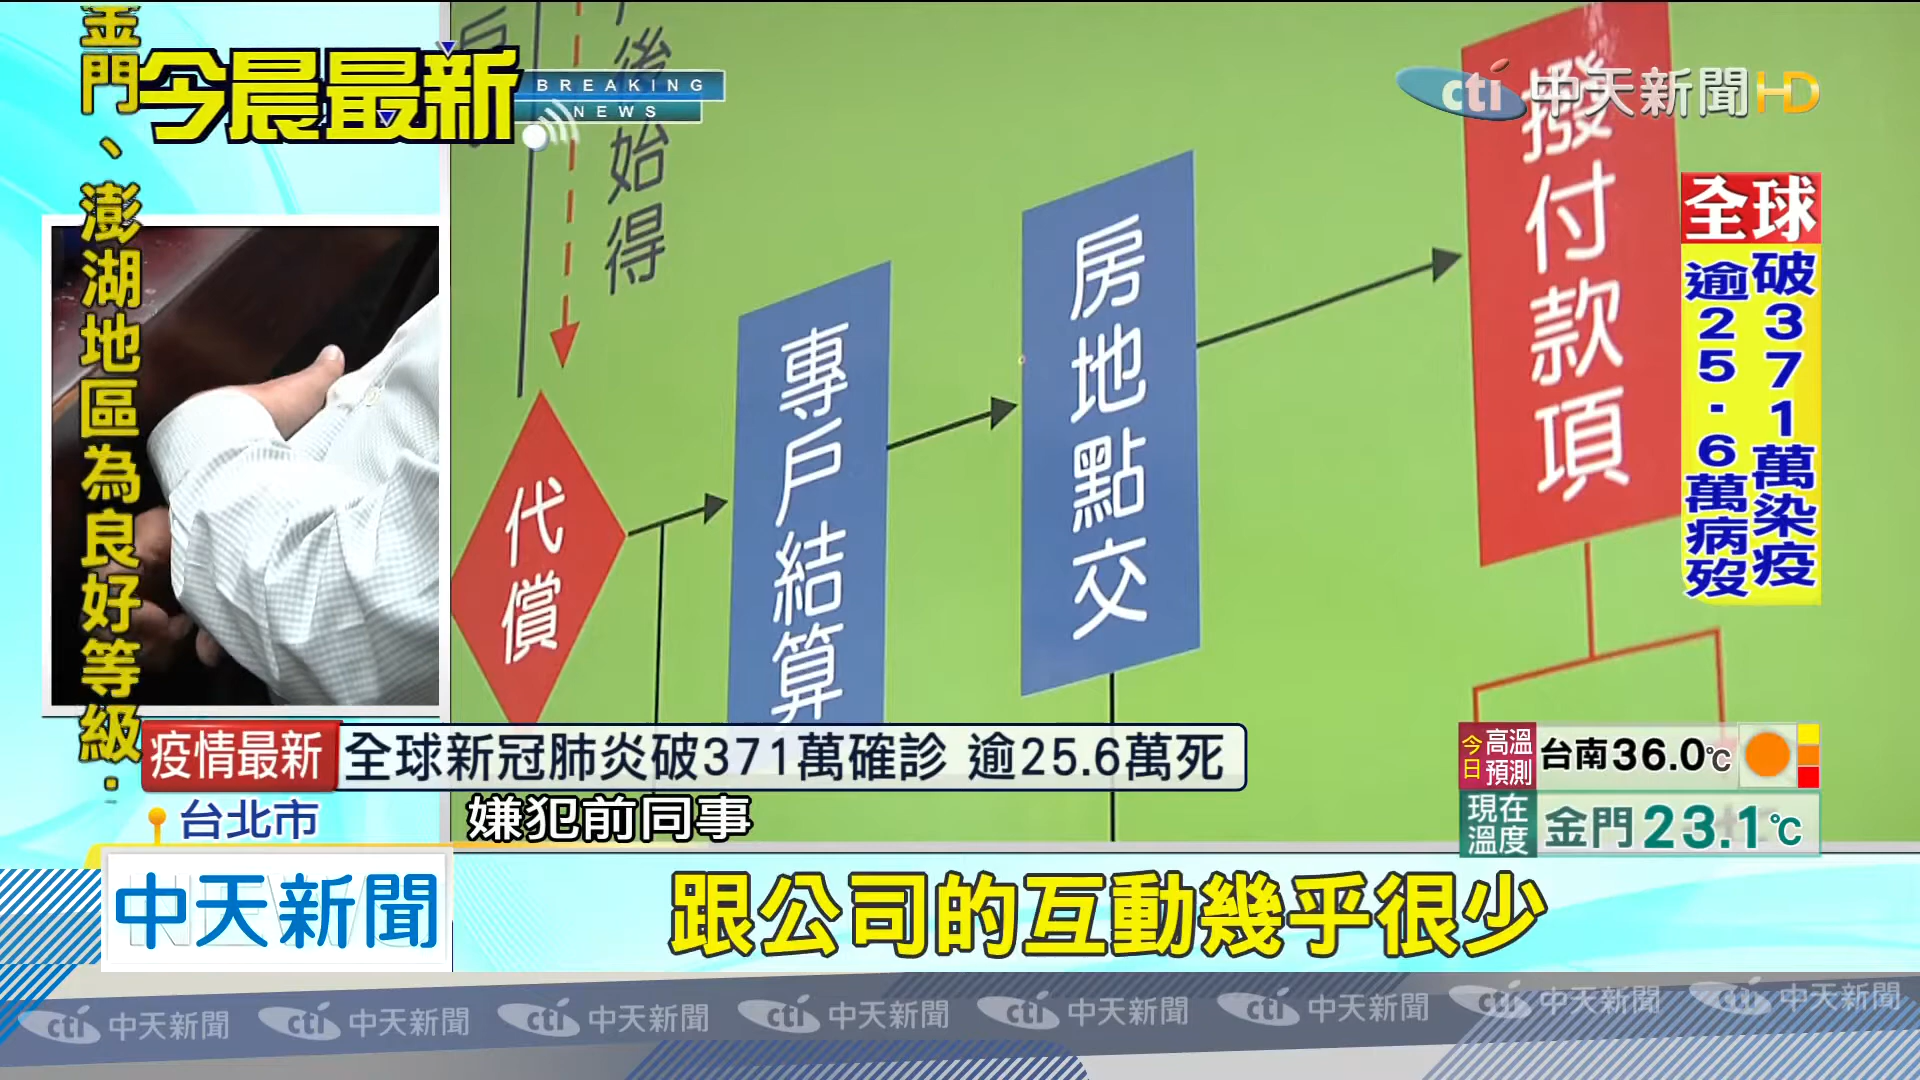 金門、澎湖地區為良好等級.
今晨最新
BREAKING
NEWS
cti 中天新聞 HD
後始得
代償
專戶結算
房地點交
撥付款項
全球
破371萬染疫
逾25.6萬病歿
疫情最新
全球新冠肺炎破371萬確診 逾25.6萬死
今日
高溫
預測
台南36.0℃
現在
溫度
金門23.1℃
台北市
嫌犯前同事
中天新聞
跟公司的互動幾乎很少
cti 中天新聞
cti 中天新聞
cti 中天新聞
cti 中天新聞
cti 中天新聞
cti 中天新聞
cti 中天新聞
cti 中天新聞